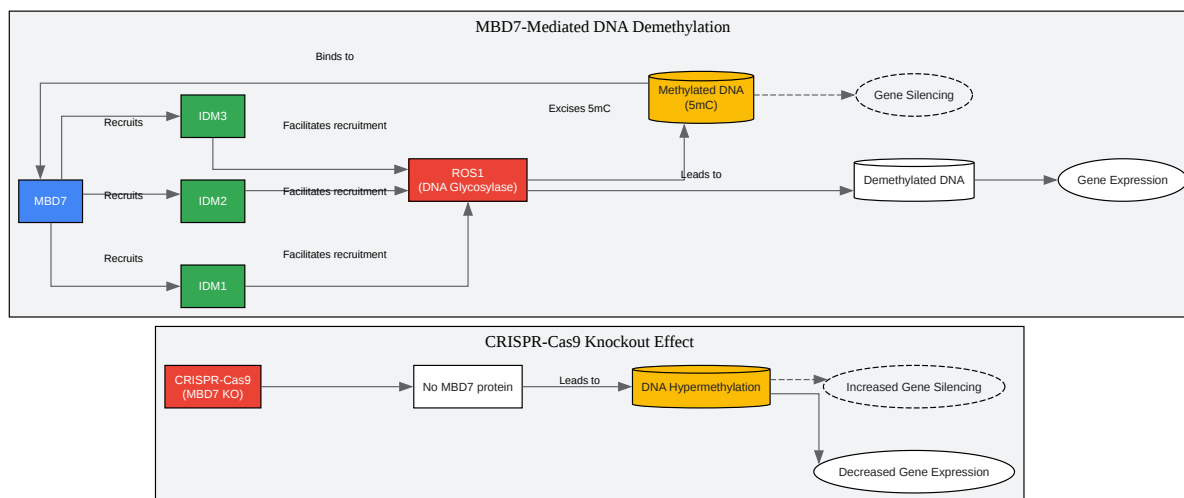 MBD7-Mediated DNA Demethylation
Binds to
Methylated DNA
(5mC)
Gene Silencing
Excises 5mC
IDM3
Recruits
Facilitates recruitment
ROS1
(DNA Glycosylase)
Leads to
Demethylated DNA
Gene Expression
MBD7
Recruits
IDM2
Facilitates recruitment
Recruits
IDM1
Facilitates recruitment
CRISPR-Cas9 Knockout Effect
CRISPR-Cas9
(MBD7 KO)
No MBD7 protein
Leads to
DNA Hypermethylation
Increased Gene Silencing
Decreased Gene Expression